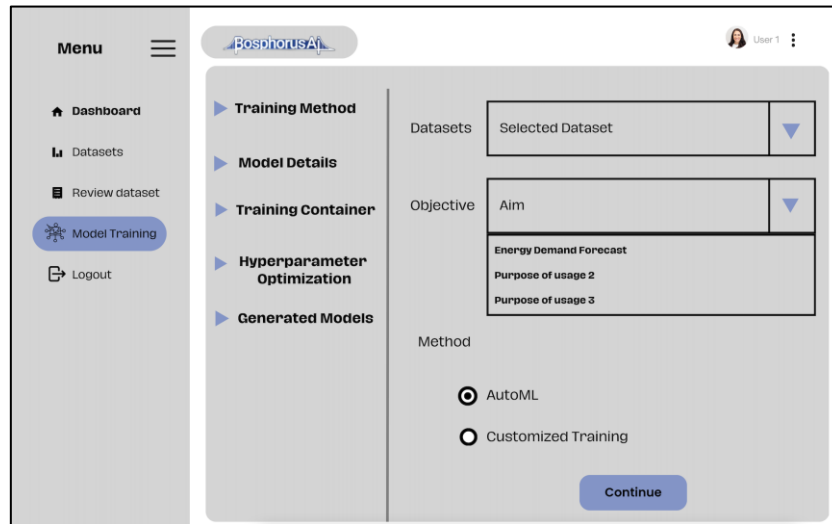 Menu
BosphorusAi
User 1
Dashboard
Datasets
Review dataset
Model Training
Logout
Training Method
Model Details
Training Container
Hyperparameter
Optimization
Generated Models
Datasets
Selected Dataset
Objective
Aim
Energy Demand Forecast
Purpose of usage 2
Purpose of usage 3
Method
AutoML
Customized Training
Continue